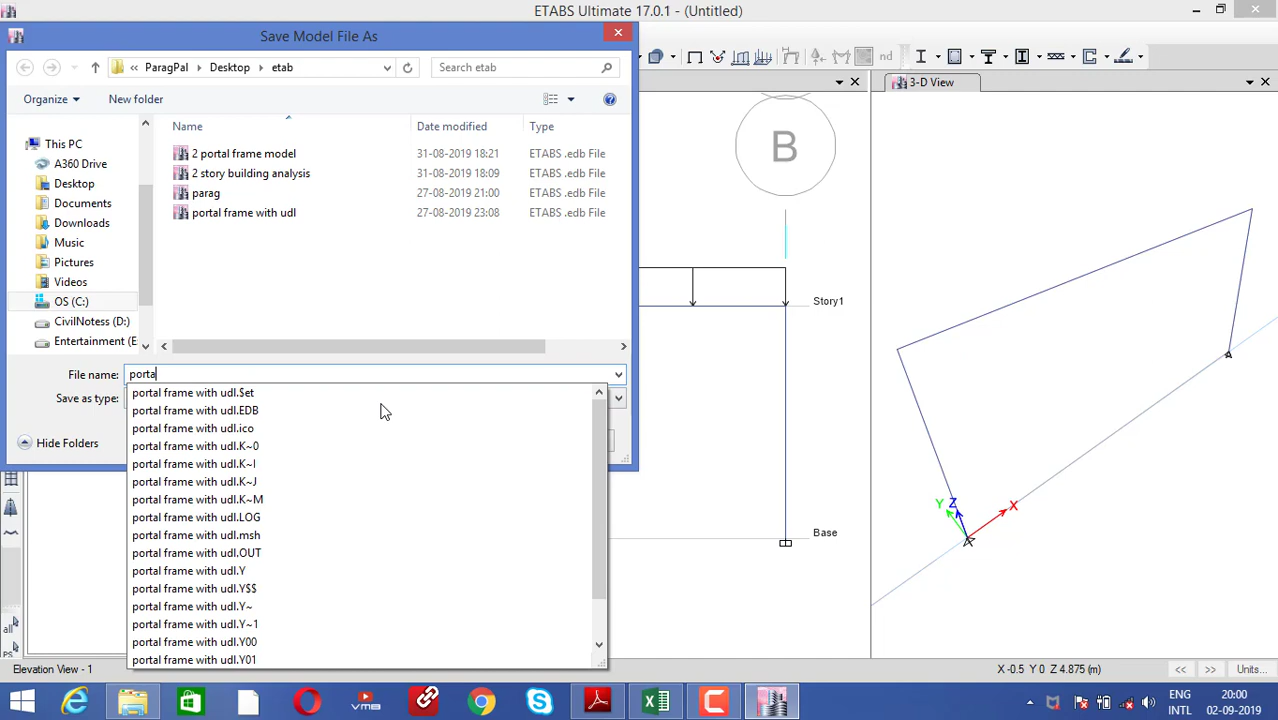 ETABS Ultimate 17.0.1 - (Untitled)
Save Model File As
ParagPal Desktop etab
Search etab
Organize
New folder
nd
3-D View
This PC
A360 Drive
Desktop
Documents
Downloads
Music
Pictures
Videos
OS (C:)
CivilNotess (D:)
Entertainment (E
Name Date modified Type
2 portal frame model 31-08-2019 18:21 ETABS .edb File
2 story building analysis 31-08-2019 18:09 ETABS .edb File
parag 27-08-2019 21:00 ETABS .edb File
portal frame with udl 27-08-2019 23:08 ETABS .edb File
B
Story1
Base
File name: porta
Save as type:
Hide Folders
portal frame with udl.$et
portal frame with udl.EDB
portal frame with udl.ico
portal frame with udl.K~0
portal frame with udl.K~I
portal frame with udl.K~J
portal frame with udl.K~M
portal frame with udl.LOG
portal frame with udl.msh
portal frame with udl.OUT
portal frame with udl.Y
portal frame with udl.Y$$
portal frame with udl.Y~
portal frame with udl.Y~1
portal frame with udl.Y00
portal frame with udl.Y01
Y Z X
all
PS
Elevation View - 1
X -0.5 Y 0 Z 4.875 (m)
<< >> Units...
VMB
ENG
INTL
20:00
02-09-2019